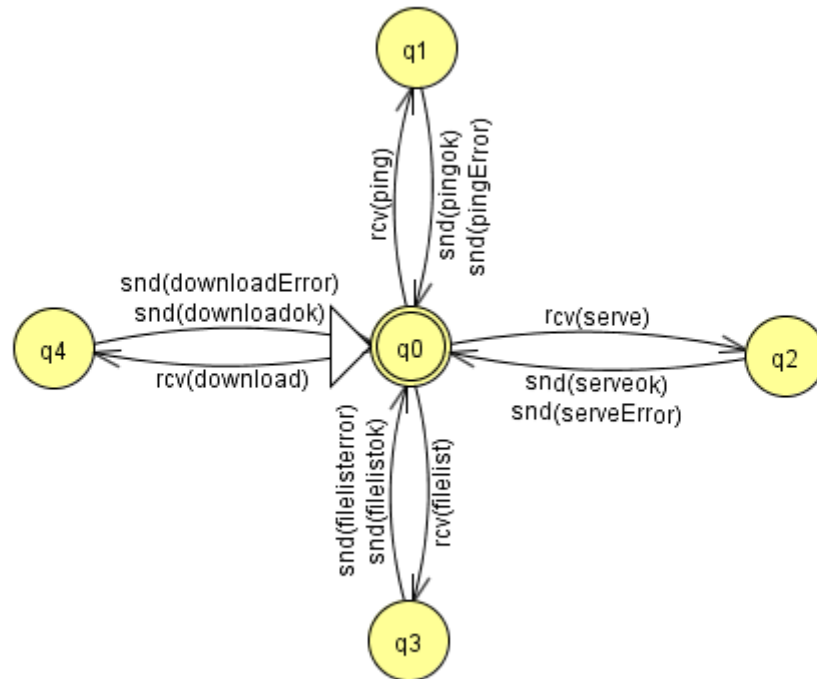 q1
rcv(ping)
snd(pingok)
snd(pingError)
snd(downloadError)
snd(downloadok)
q4
rcv(download)
q0
rcv(serve)
q2
snd(serveok)
snd(serveError)
snd(filelisterror)
snd(filelistok)
rcv(filelist)
q3